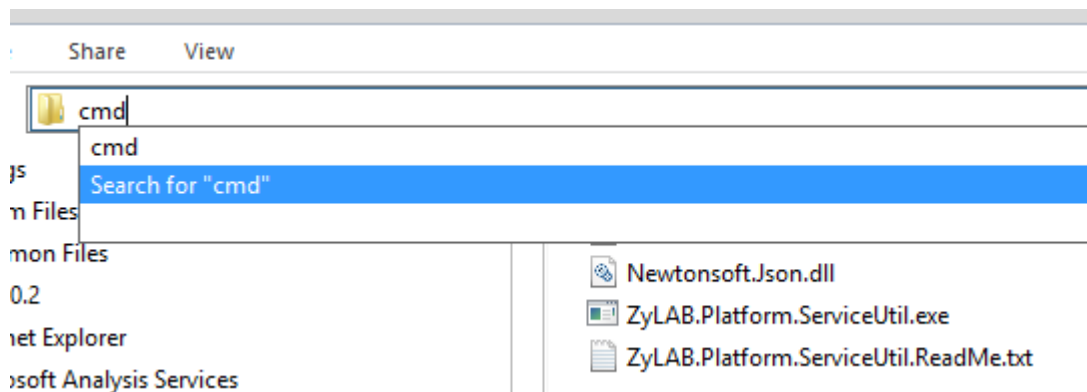 Share View
cmd
cmd
Search for "cmd"
gs
m Files
mon Files
0.2
net Explorer
osoft Analysis Services
Newtonsoft.Json.dll
ZyLAB.Platform.ServiceUtil.exe
ZyLAB.Platform.ServiceUtil.ReadMe.txt